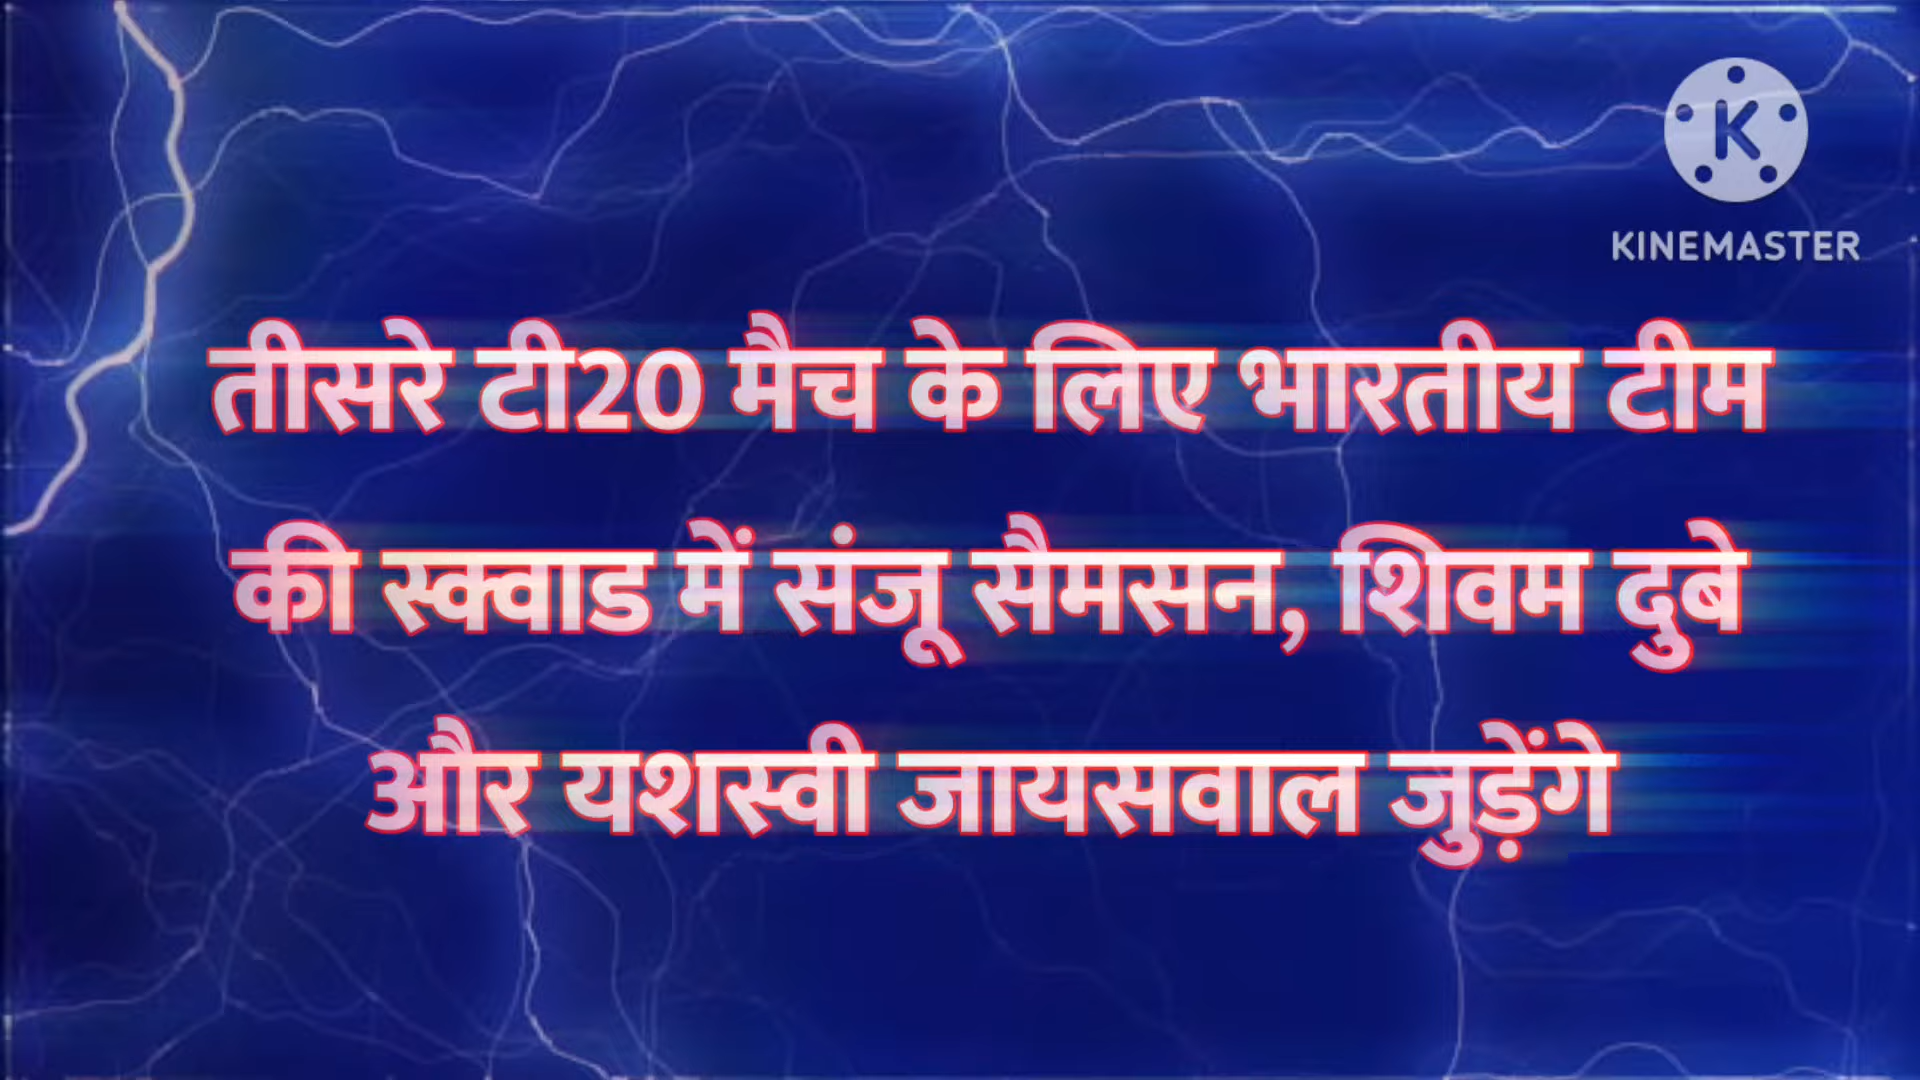 KINEMASTER
तीसरे टी20 मैच के लिए भारतीय टीम
की स्क्वाड में संजू सैमसन, शिवम दुबे
और यशस्वी जायसवाल जुड़ेंगे